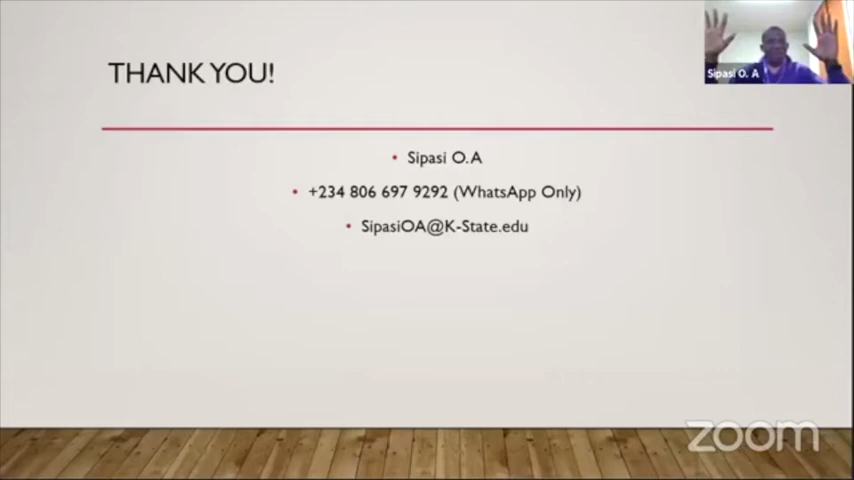 Sipasi O. A
THANK YOU!
• Sipasi O.A
• +234 806 697 9292 (WhatsApp Only)
• SipasiOA@K-State.edu
zoom